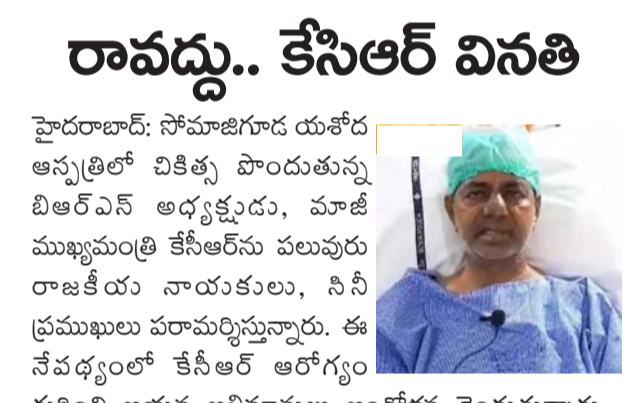 రావద్దు.. కేసిఆర్ వినతి
హైదరాబాద్: సోమాజిగూడ యశోద
ఆస్పత్రిలో చికిత్స పొందుతున్న
బిఆర్ఎస్ అధ్యక్షుడు, మాజీ
ముఖ్యమంత్రి కేసీఆర్‌ను పలువురు
రాజకీయ నాయకులు, సినీ
ప్రముఖులు పరామర్శిస్తున్నారు. ఈ
నేవథ్యంలో కేసీఆర్ ఆరోగ్యం